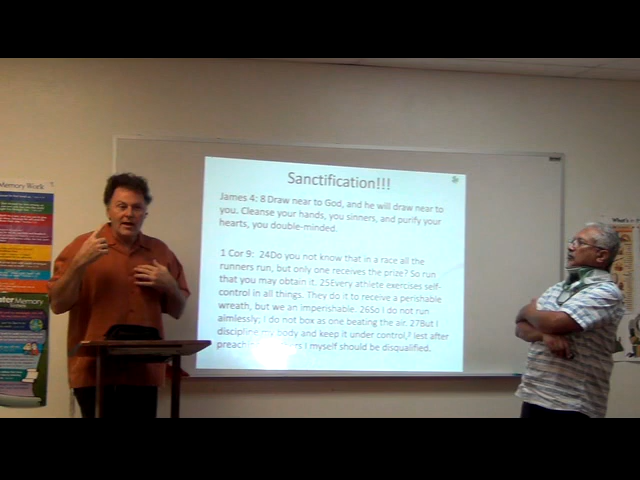 Memory Work
Sanctification!!!
James 4: 8 Draw near to God, and he will draw near to
you. Cleanse your hands, you sinners, and purify your
hearts, you double-minded.
1 Cor 9: 24Do you not know that in a race all the
runners run, but only one receives the prize? So run
that you may obtain it. 25Every athlete exercises self-
control in all things. They do it to receive a perishable
wreath, but we an imperishable. 26So I do not run
aimlessly; I do not box as one beating the air. 27But I
discipline my body and keep it under control, lest after
preach I myself should be disqualified.
Memory
What's